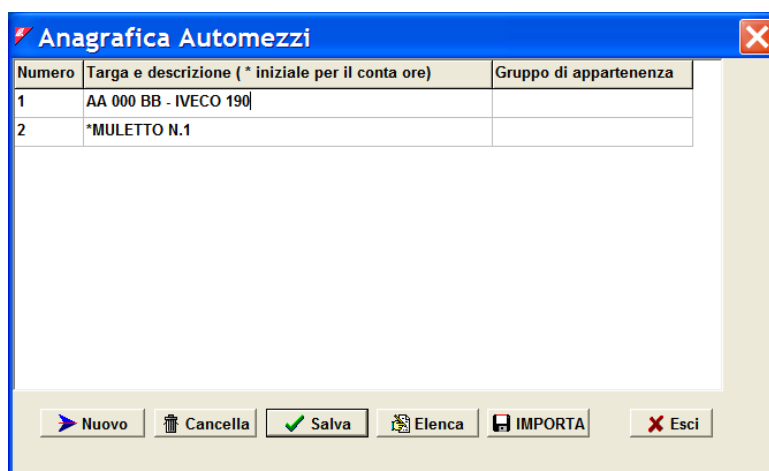 Anagrafica Automezzi
Numero Targa e descrizione ( * iniziale per il conta ore) Gruppo di appartenenza
1 AA 000 BB - IVECO 190
2 *MULETTO N.1
Nuovo Cancella Salva Elenca IMPORTA Esci